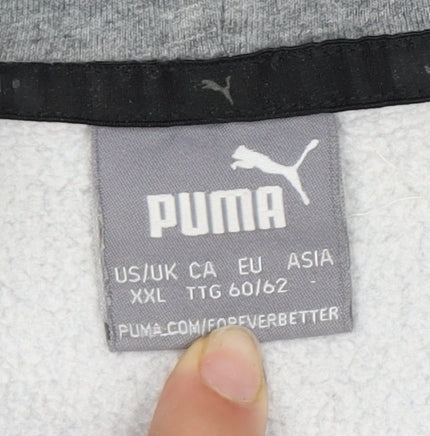 PUMA
US/UK CA EU ASIA
XXL TTG 60/62 -
PUMA.COM/FOREVERBETTER